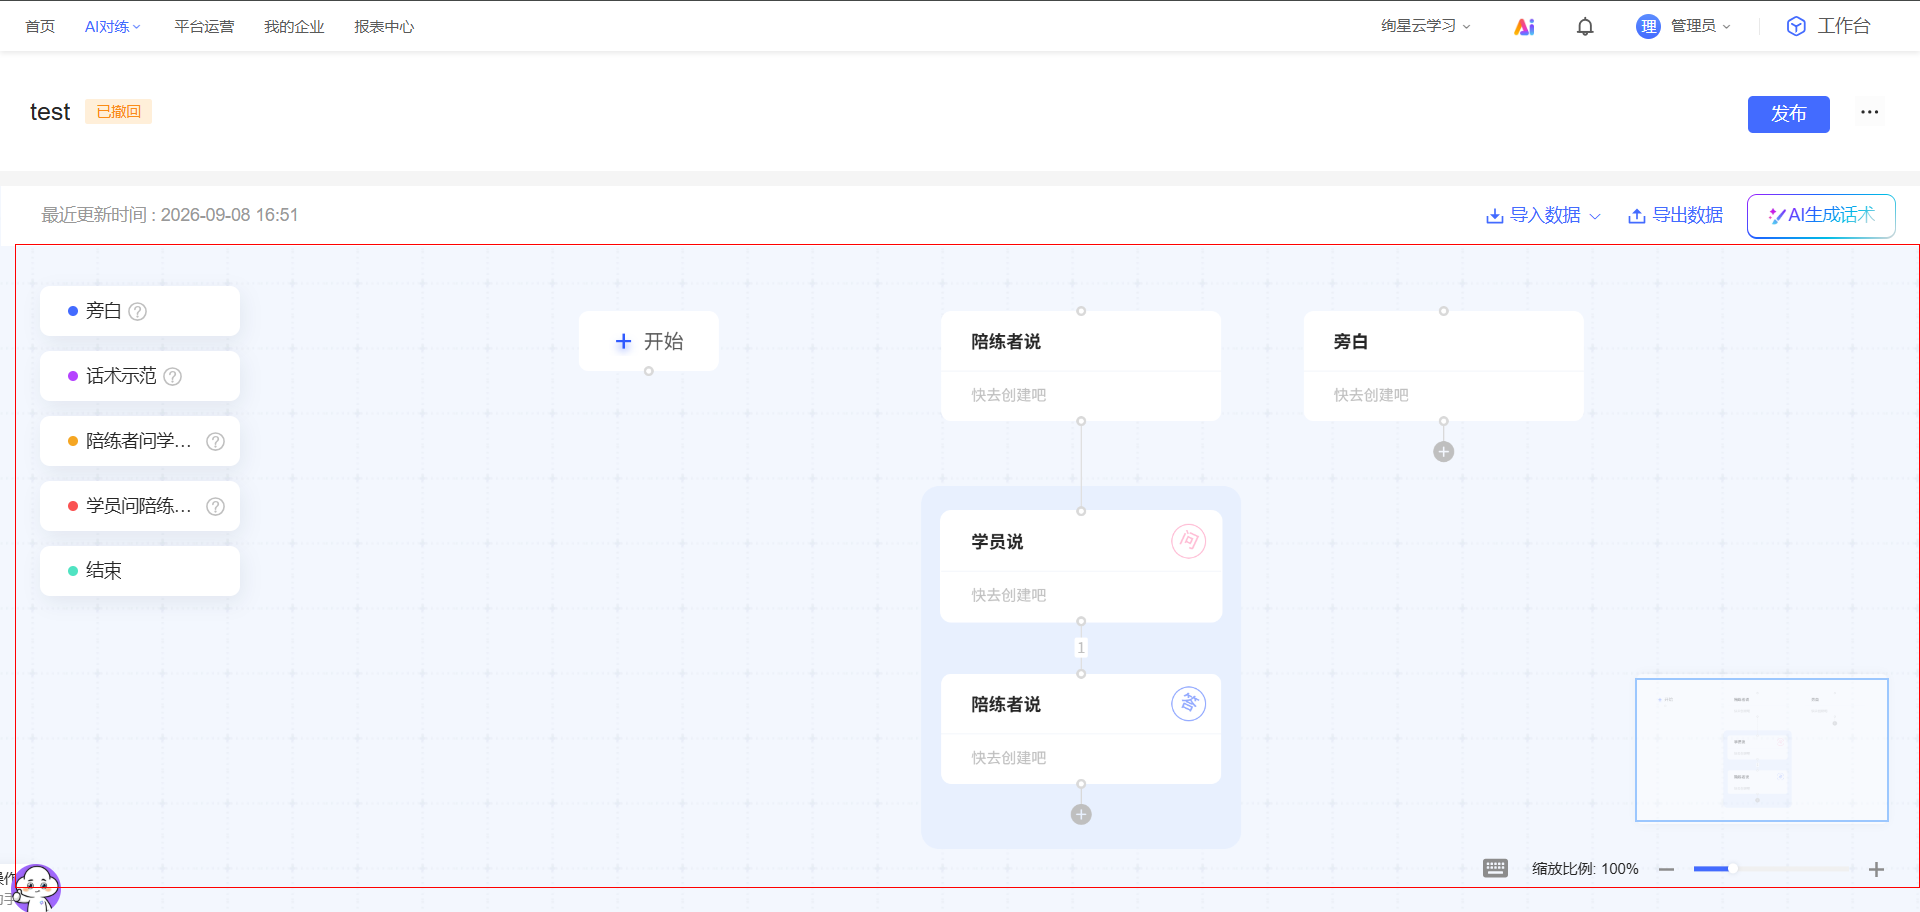 首页 AI对练 平台运营 我的企业 报表中心 绚星云学习 Ai 理 管理员 工作台
test 已撤回 发布
最近更新时间 : 2026-09-08 16:51 导入数据 导出数据 AI生成话术
旁白
话术示范
陪练者问学...
学员问陪练...
结束
开始
陪练者说
快去创建吧
旁白
快去创建吧
学员说 问
快去创建吧
1
陪练者说 答
快去创建吧
缩放比例: 100%